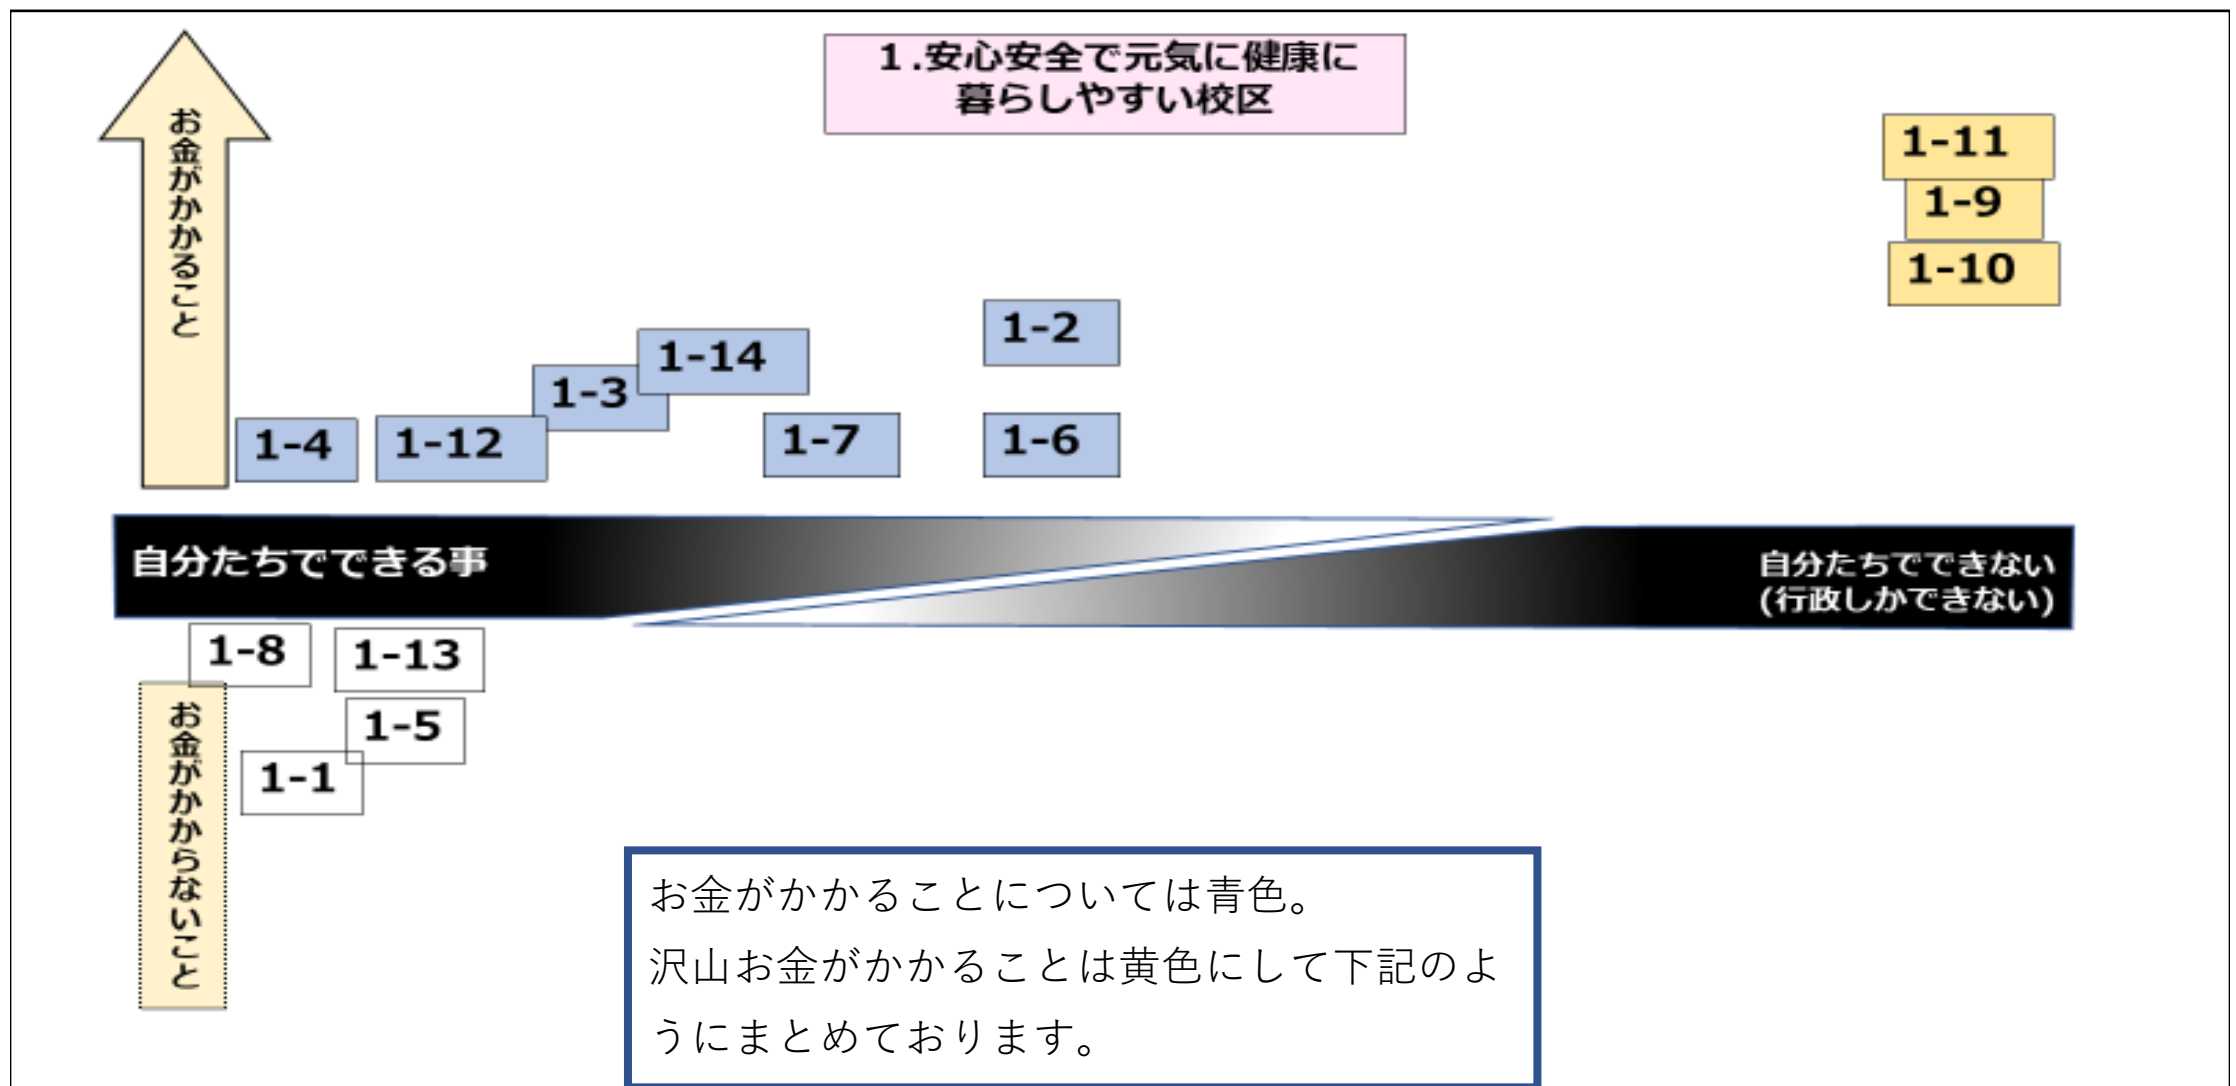 1.安心安全で元気に健康に
暮らしやすい校区
お金がかかること
1-11
1-9
1-10
1-2
1-14
1-3
1-4
1-12
1-7
1-6
自分たちでできる事
自分たちでできない
(行政しかできない)
1-8
1-13
1-5
1-1
お金がかからないこと
お金がかかることについては青色。
沢山お金がかかることは黄色にして下記のよ
うにまとめております。